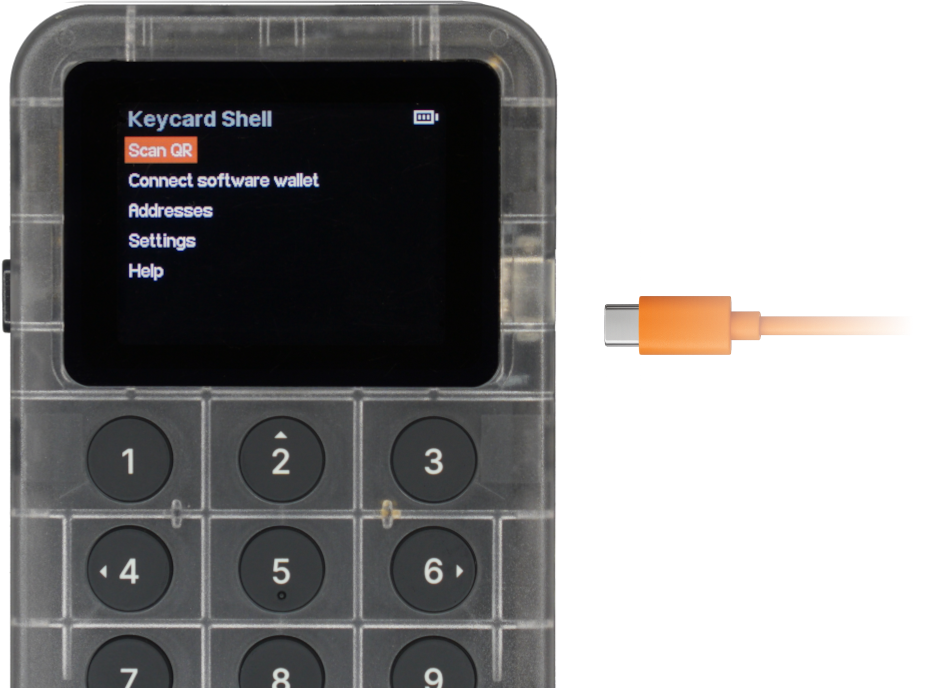 Keycard Shell
Scan QR
Connect software wallet
Addresses
Settings
Help
1 2 3
4 5 6
7 8 9